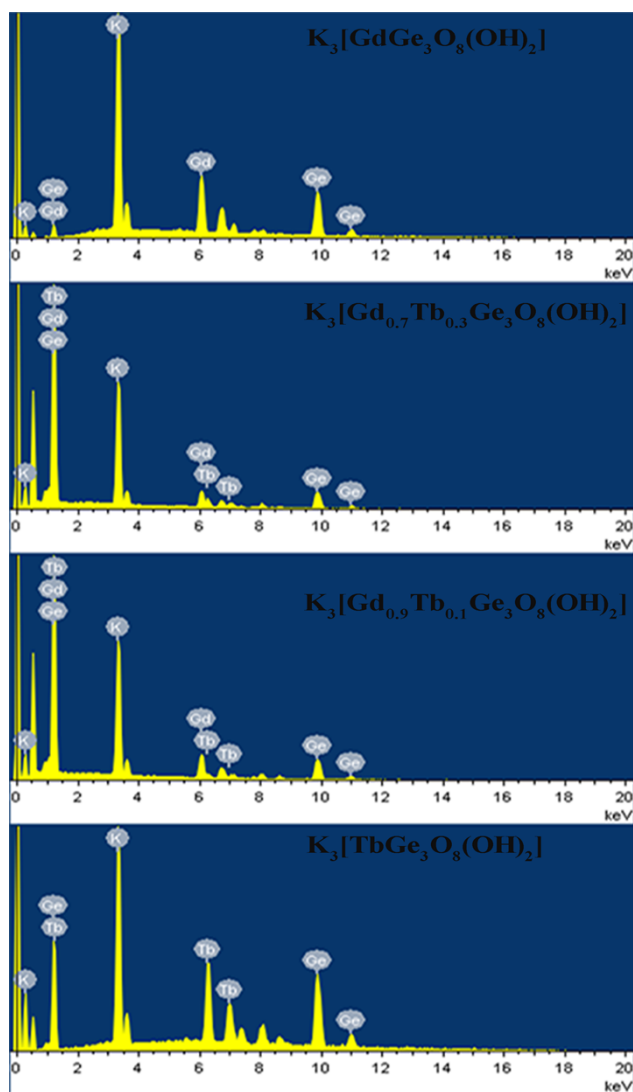 K₃[GdGe₃O₈(OH)₂]
K
Gd
Ge
Ge
K
Gd
Ge
0 2 4 6 8 10 12 14 16 18 20
keV
K₃[Gd₀.₇Tb₀.₃Ge₃O₈(OH)₂]
Tb
Gd
Ge
K
Gd
K
Tb
Tb
Ge
Ge
0 2 4 6 8 10 12 14 16 18 20
keV
K₃[Gd₀.₉Tb₀.₁Ge₃O₈(OH)₂]
Tb
Gd
Ge
K
Gd
K
Tb
Tb
Ge
Ge
0 2 4 6 8 10 12 14 16 18 20
keV
K₃[TbGe₃O₈(OH)₂]
K
Ge
Tb
Tb
K
Tb
Ge
Ge
0 2 4 6 8 10 12 14 16 18 20
keV